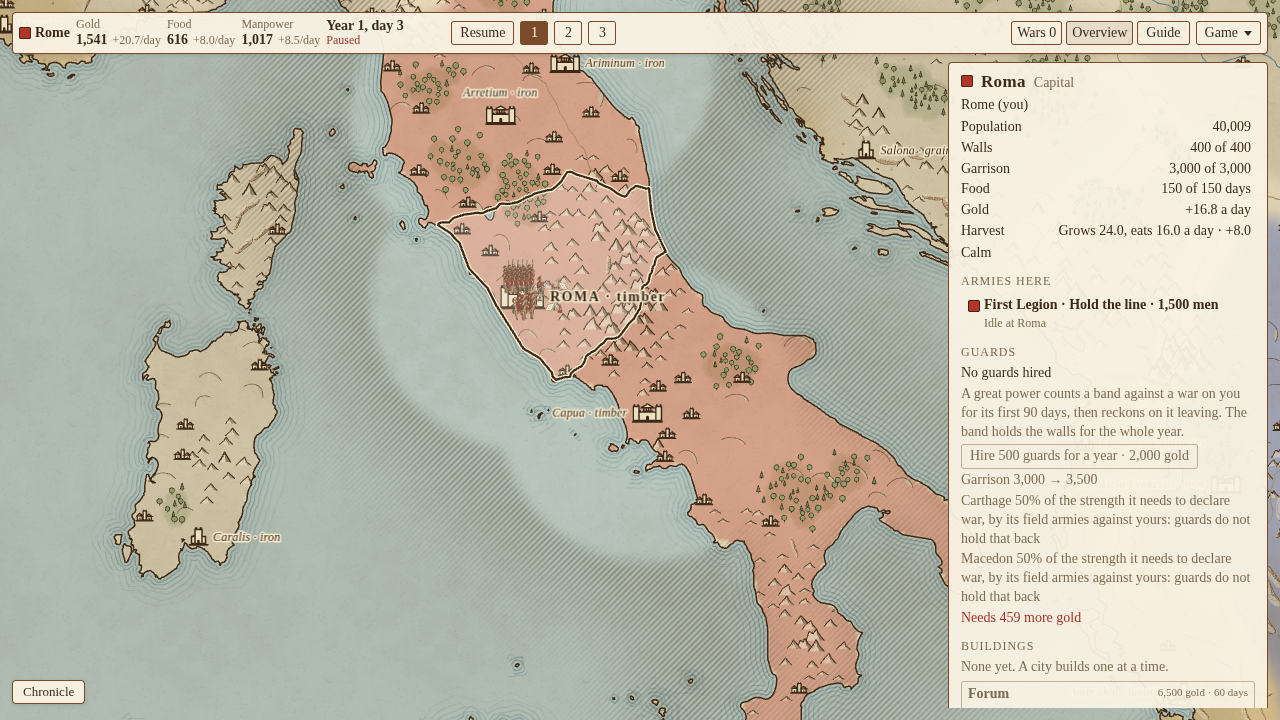 Rome
Gold
1,541 +20.7/day
Food
616 +8.0/day
Manpower
1,017 +8.5/day
Year 1, day 3
Paused
Resume
1
2
3
Wars 0
Overview
Guide
Game
Ariminum · iron
Arretium · iron
Salona · grain
ROMA · timber
Capua · timber
Caralis · iron
Chronicle
Roma Capital
Rome (you)
Population 40,009
Walls 400 of 400
Garrison 3,000 of 3,000
Food 150 of 150 days
Gold +16.8 a day
Harvest Grows 24.0, eats 16.0 a day · +8.0
Calm
ARMIES HERE
First Legion · Hold the line · 1,500 men
Idle at Roma
GUARDS
No guards hired
A great power counts a band against a war on you
for its first 90 days, then reckons on it leaving. The
band holds the walls for the whole year.
Hire 500 guards for a year · 2,000 gold
Garrison 3,000 → 3,500
Carthage 50% of the strength it needs to declare
war, by its field armies against yours: guards do not
hold that back
Macedon 50% of the strength it needs to declare
war, by its field armies against yours: guards do not
hold that back
Needs 459 more gold
BUILDINGS
None yet. A city builds one at a time.
Forum 6,500 gold · 60 days